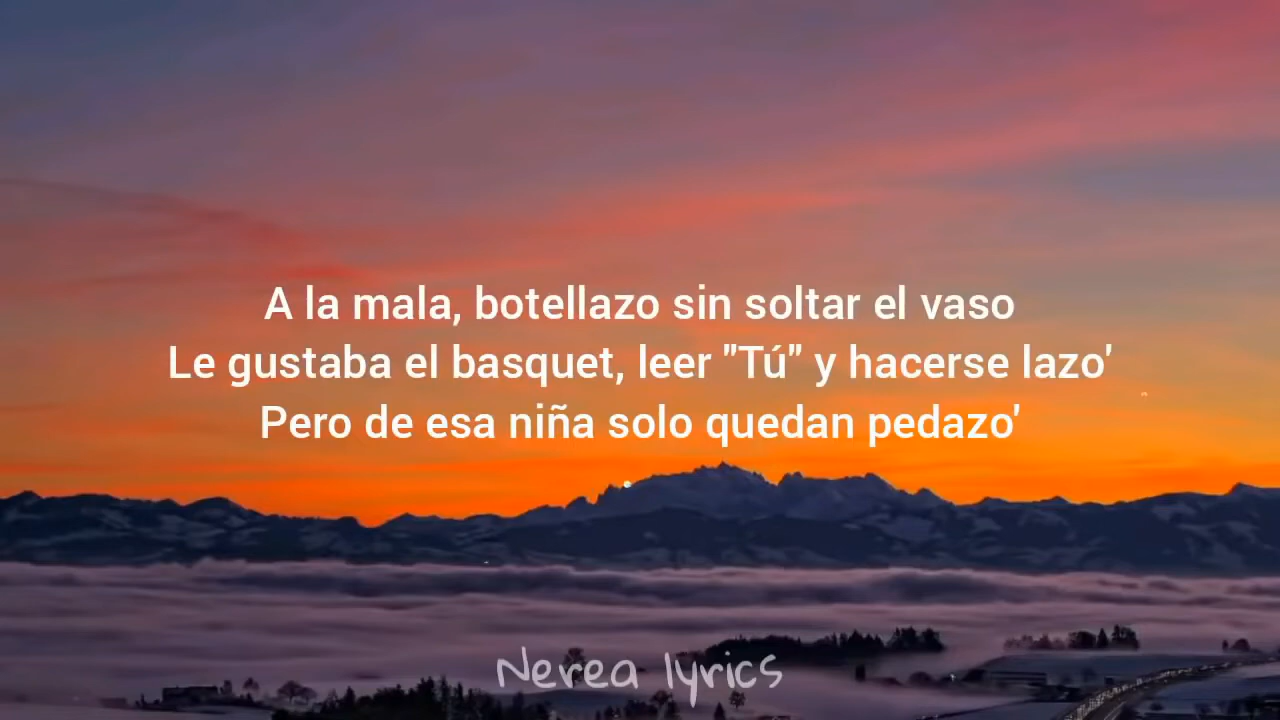 A la mala, botellazo sin soltar el vaso
Le gustaba el basquet, leer "Tú" y hacerse lazo'
Pero de esa niña solo quedan pedazo'
Nerea lyrics